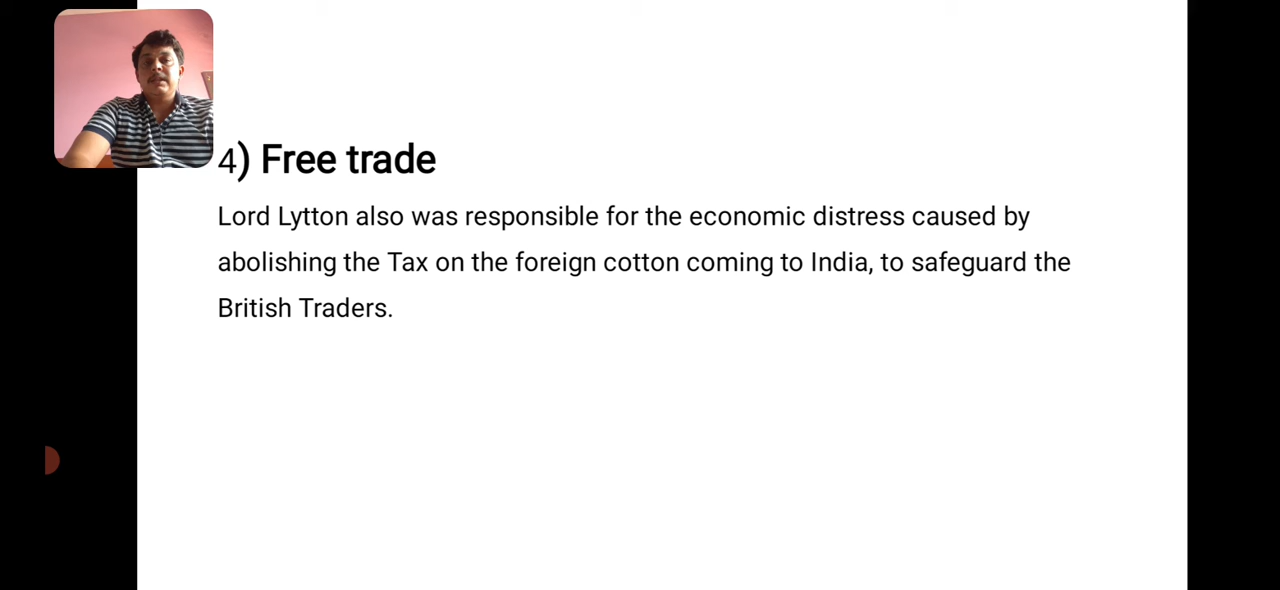 4) Free trade
Lord Lytton also was responsible for the economic distress caused by
abolishing the Tax on the foreign cotton coming to India, to safeguard the
British Traders.